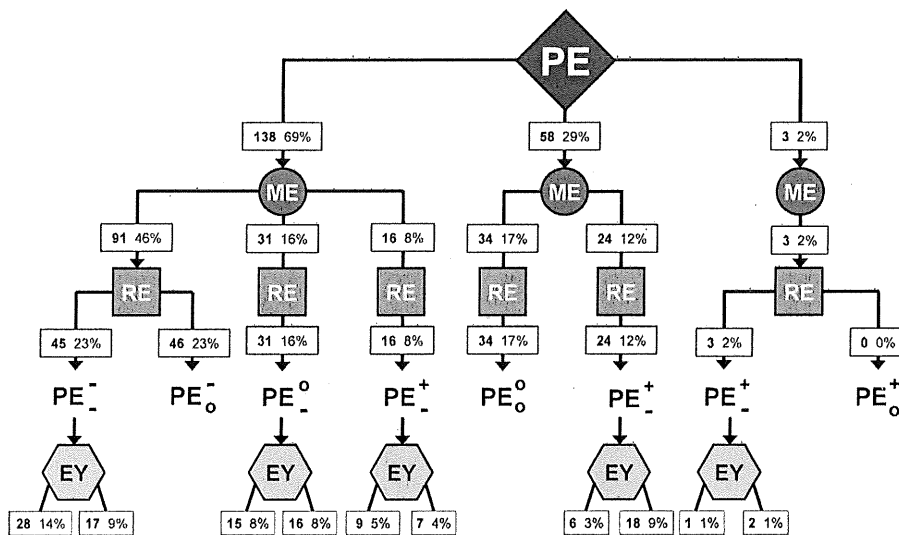 PE
138 69%
58 29%
3 2%
ME
ME
ME
91 46%
31 16%
16 8%
34 17%
24 12%
3 2%
RE
RE
RE
RE
RE
RE
45 23%
46 23%
31 16%
16 8%
34 17%
24 12%
3 2%
0 0%
PE - -
PE - o
PE o -
PE + -
PE o o
PE + -
PE + -
PE + o
EY
EY
EY
EY
EY
28 14%
17 9%
15 8%
16 8%
9 5%
7 4%
6 3%
18 9%
1 1%
2 1%